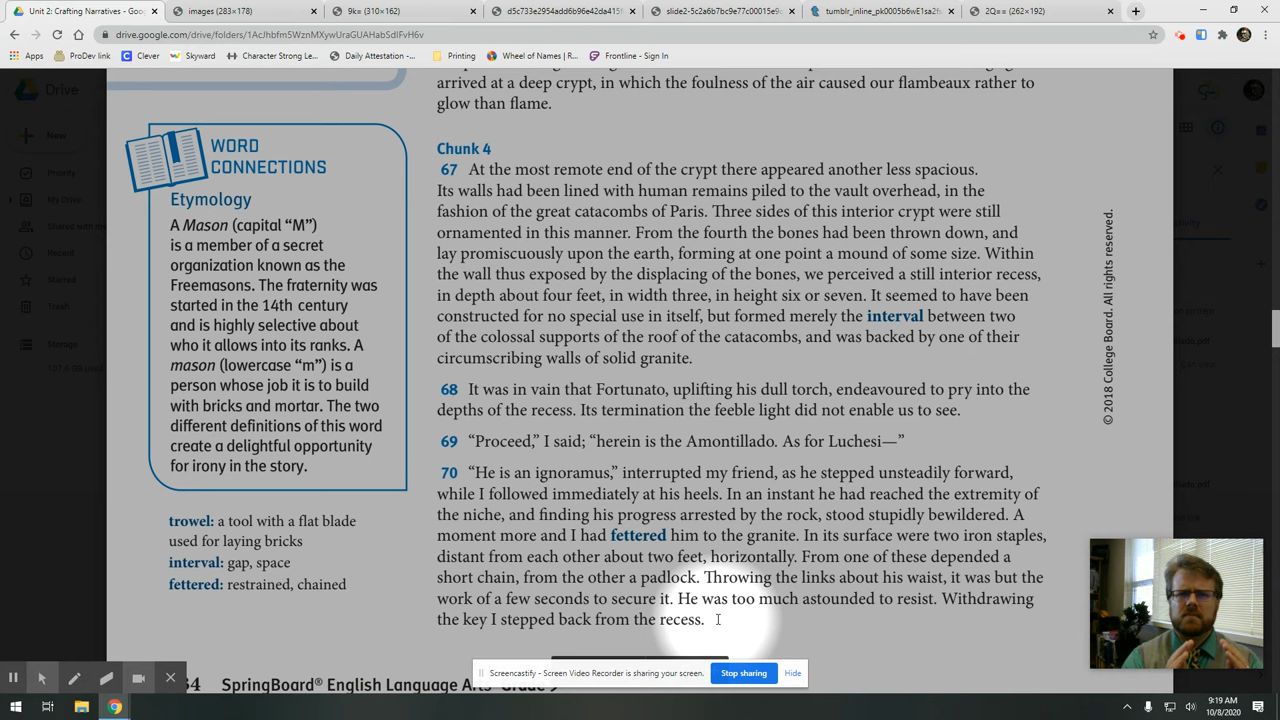 Unit 2: Crafting Narratives - Goo
images (283×178)
9k= (310×162)
d5c733e2954add6b96e42da415f
slide2-5c2a6b7bc9e77c00015e9
tumblr_inline_pk0005b6wE1sa2f
2Q== (262×192)
drive.google.com/drive/folders/1Ac/hbfm5WznMXywUraGUAHabSdIFvH6v
Apps
ProDev link
Clever
Skyward
Character Strong Le...
Daily Attestation -...
Printing
Wheel of Names | ...
Frontline - Sign In
Drive
New
Priority
My Drive
Shared with me
Recent
Starred
Trash
Storage
arrived at a deep crypt, in which the foulness of the air caused our flambeaux rather to
glow than flame.
WORD
CONNECTIONS
Etymology
A Mason (capital “M”)
is a member of a secret
organization known as the
Freemasons. The fraternity was
started in the 14th century
and is highly selective about
who it allows into its ranks. A
mason (lowercase “m”) is a
person whose job it is to build
with bricks and mortar. The two
different definitions of this word
create a delightful opportunity
for irony in the story.
trowel: a tool with a flat blade
used for laying bricks
interval: gap, space
fettered: restrained, chained
Chunk 4
67 At the most remote end of the crypt there appeared another less spacious.
Its walls had been lined with human remains piled to the vault overhead, in the
fashion of the great catacombs of Paris. Three sides of this interior crypt were still
ornamented in this manner. From the fourth the bones had been thrown down, and
lay promiscuously upon the earth, forming at one point a mound of some size. Within
the wall thus exposed by the displacing of the bones, we perceived a still interior recess,
in depth about four feet, in width three, in height six or seven. It seemed to have been
constructed for no special use in itself, but formed merely the interval between two
of the colossal supports of the roof of the catacombs, and was backed by one of their
circumscribing walls of solid granite.
68 It was in vain that Fortunato, uplifting his dull torch, endeavoured to pry into the
depths of the recess. Its termination the feeble light did not enable us to see.
69 “Proceed,” I said; “herein is the Amontillado. As for Luchesi—”
70 “He is an ignoramus,” interrupted my friend, as he stepped unsteadily forward,
while I followed immediately at his heels. In an instant he had reached the extremity of
the niche, and finding his progress arrested by the rock, stood stupidly bewildered. A
moment more and I had fettered him to the granite. In its surface were two iron staples,
distant from each other about two feet, horizontally. From one of these depended a
short chain, from the other a padlock. Throwing the links about his waist, it was but the
work of a few seconds to secure it. He was too much astounded to resist. Withdrawing
the key I stepped back from the recess.
© 2018 College Board. All rights reserved.
Screencastify - Screen Video Recorder is sharing your screen.
Stop sharing
Hide
SpringBoard® English Language Arts
9:19 AM
10/8/2020